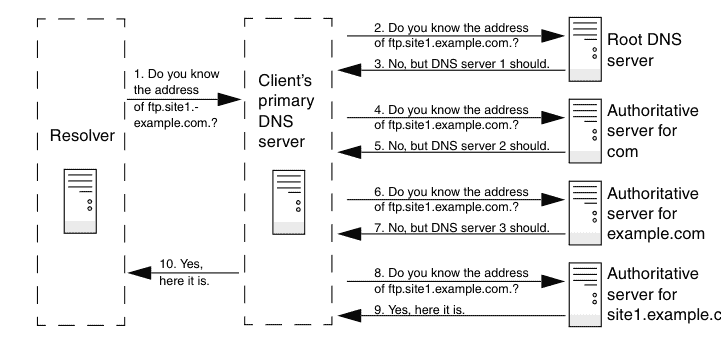 2. Do you know the address
of ftp.site1.example.com.?
Root DNS
server
3. No, but DNS server 1 should.
1. Do you know
the address
of ftp.site1.-
example.com.?
Client's
primary
DNS
server
Resolver
4. Do you know the address
of ftp.site1.example.com.?
Authoritative
server for
com
5. No, but DNS server 2 should.
6. Do you know the address
of ftp.site1.example.com.?
Authoritative
server for
example.com
7. No, but DNS server 3 should.
10. Yes,
here it is.
8. Do you know the address
of ftp.site1.example.com.?
Authoritative
server for
site1.example.c
9. Yes, here it is.